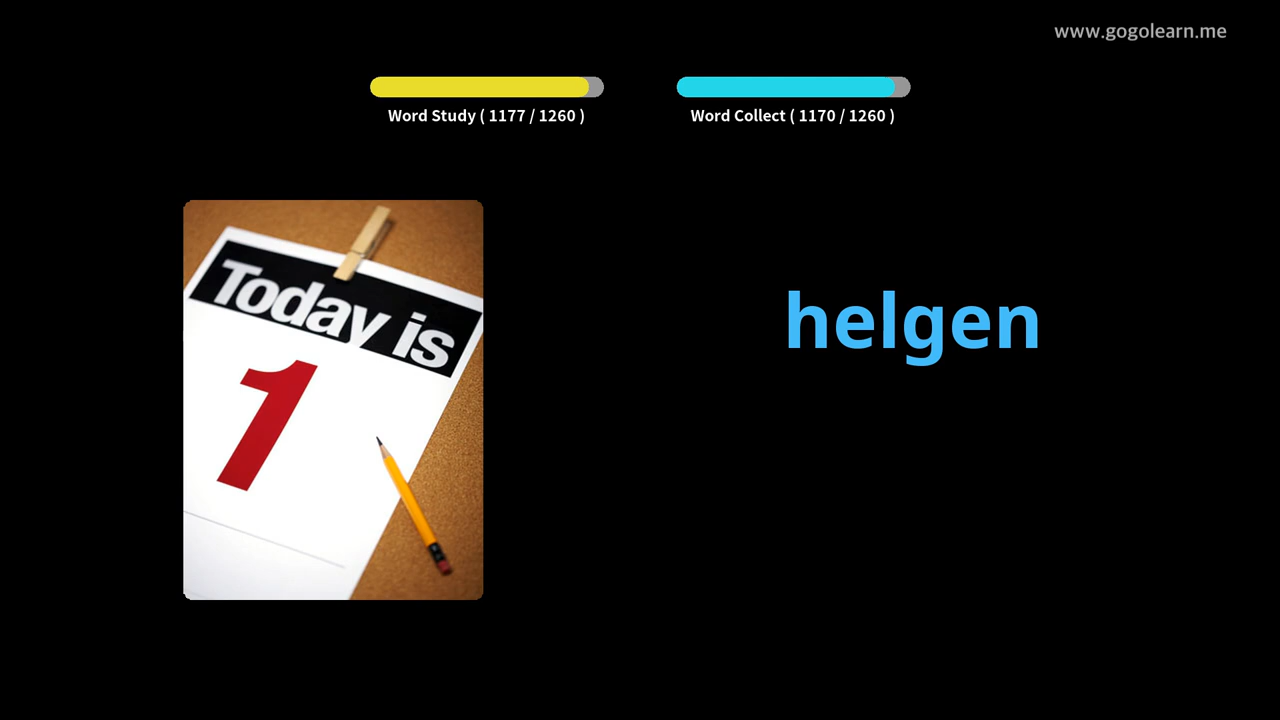 www.gogolearn.me
Word Study ( 1177 / 1260 )
Word Collect ( 1170 / 1260 )
Today is
1
helgen